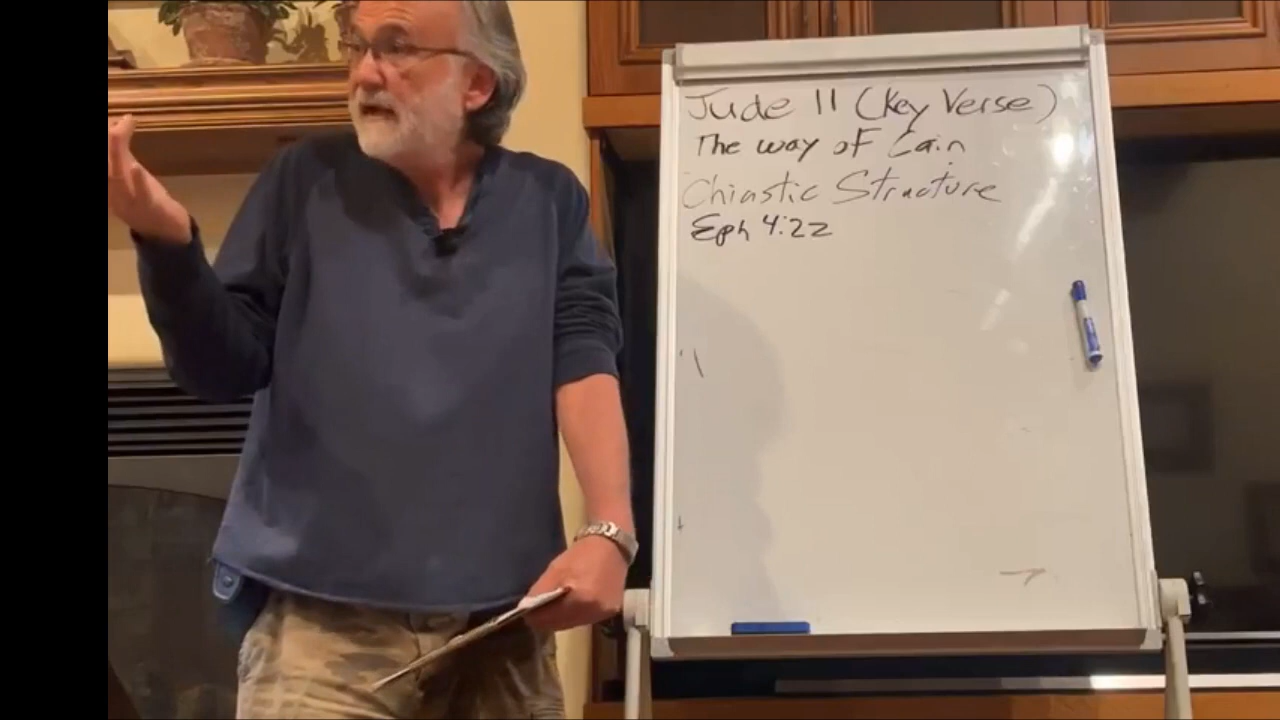 Jude 11 (Key Verse)
The way of Cain
Chiastic Structure
Eph 4:22